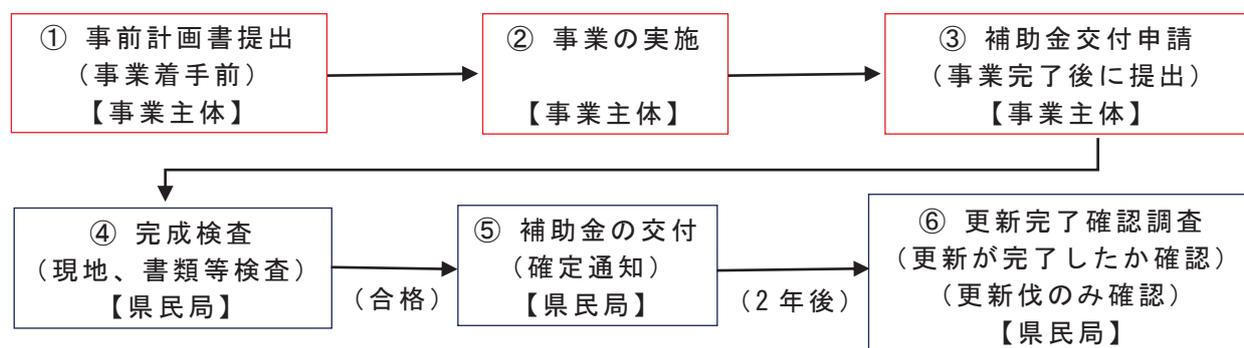 ① 事前計画書提出
（事業着手前）
【事業主体】
② 事業の実施
【事業主体】
③ 補助金交付申請
（事業完了後に提出）
【事業主体】
④ 完成検査
（現地、書類等検査）
【県民局】
（合格）
⑤ 補助金の交付
（確定通知）
【県民局】
（2年後）
⑥ 更新完了確認調査
（更新が完了したか確認）
（更新伐のみ確認）
【県民局】